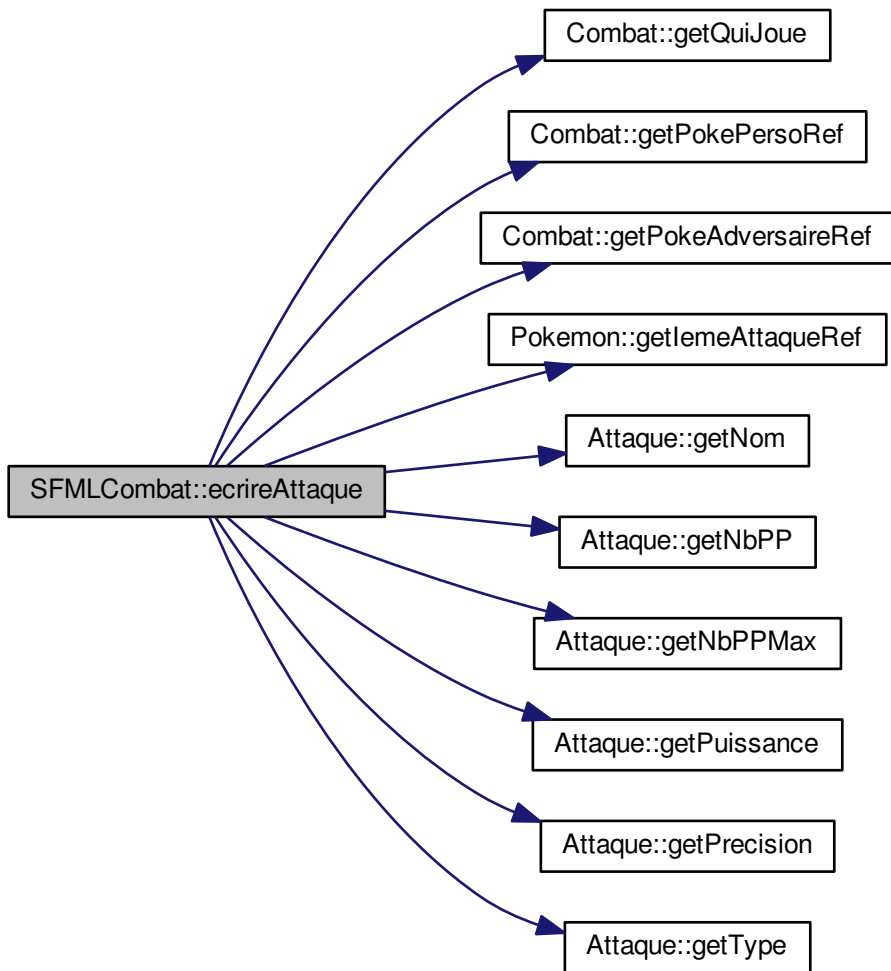 Combat::getQuiJoue
Combat::getPokePersoRef
Combat::getPokeAdversaireRef
Pokemon::getIemeAttaqueRef
Attaque::getNom
SFMLCombat::ecrireAttaque
Attaque::getNbPP
Attaque::getNbPPMax
Attaque::getPuissance
Attaque::getPrecision
Attaque::getType